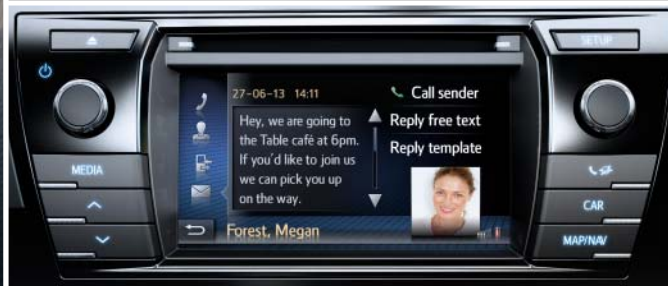 SETUP
27-06-13 14:11
Call sender
Hey, we are going to
the Table café at 6pm.
If you'd like to join us
we can pick you up
on the way.
Reply free text
Reply template
Forest, Megan
MEDIA
CAR
MAP/NAV